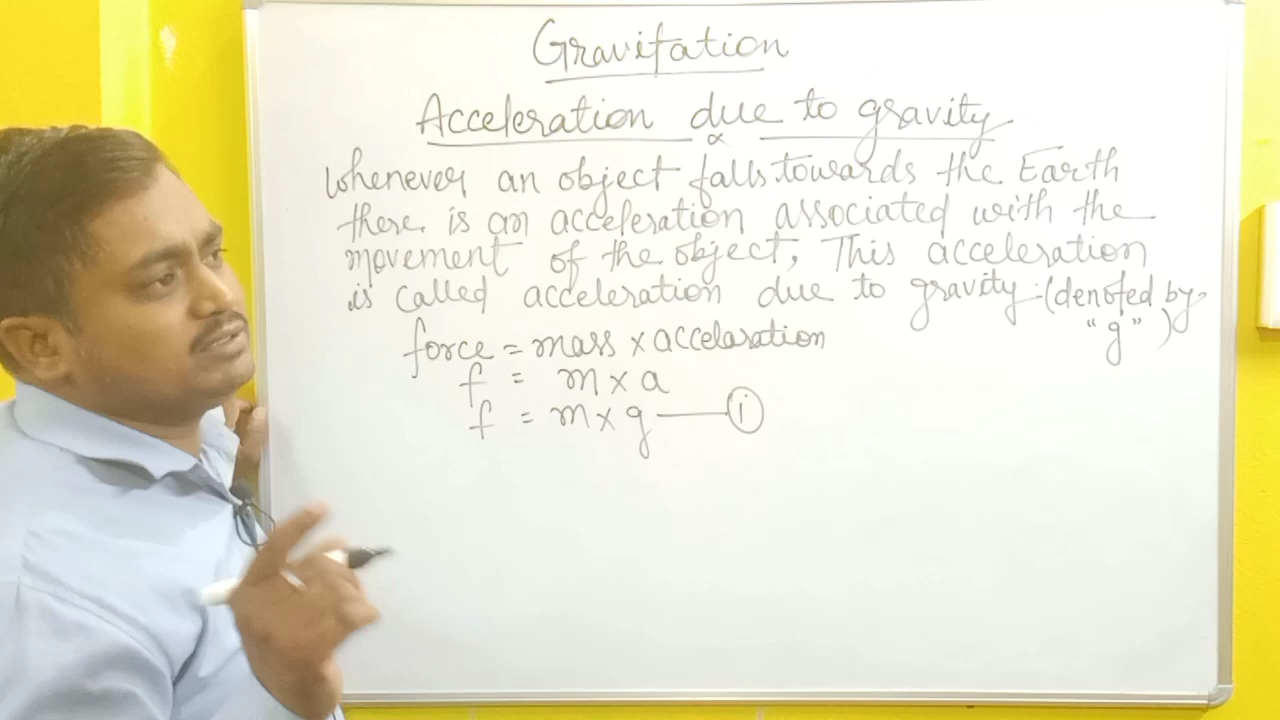 Gravitation
Acceleration due to gravity
∝
whenever an object falls towards the Earth
there is an acceleration associated with the
movement of the object, This acceleration
is called acceleration due to gravity. (denoted by
"g")
force = mass × accelaration
f = m × a
f = m × g —— ⓘ